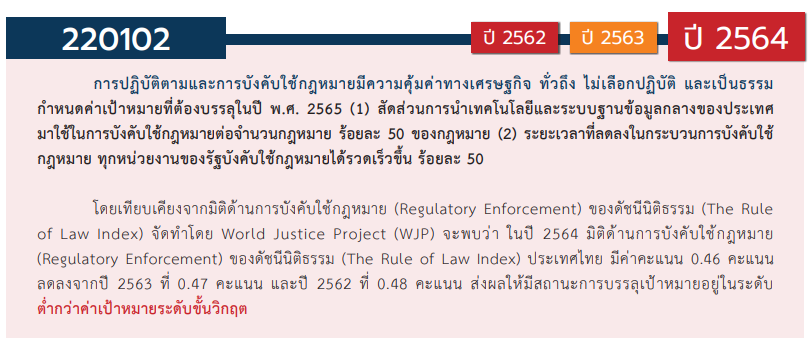 220102
ปี 2562
ปี 2563
ปี 2564
การปฏิบัติตามและการบังคับใช้กฎหมายมีความคุ้มค่าทางเศรษฐกิจ ทั่วถึง ไม่เลือกปฏิบัติ และเป็นธรรม
กำหนดค่าเป้าหมายที่ต้องบรรลุในปี พ.ศ. 2565 (1) สัดส่วนการนำเทคโนโลยีและระบบฐานข้อมูลกลางของประเทศ
มาใช้ในการบังคับใช้กฎหมายต่อจำนวนกฎหมาย ร้อยละ 50 ของกฎหมาย (2) ระยะเวลาที่ลดลงในกระบวนการบังคับใช้
กฎหมาย ทุกหน่วยงานของรัฐบังคับใช้กฎหมายได้รวดเร็วขึ้น ร้อยละ 50
โดยเทียบเคียงจากมิติด้านการบังคับใช้กฎหมาย (Regulatory Enforcement) ของดัชนีนิติธรรม (The Rule
of Law Index) จัดทำโดย World Justice Project (WJP) จะพบว่า ในปี 2564 มิติด้านการบังคับใช้กฎหมาย
(Regulatory Enforcement) ของดัชนีนิติธรรม (The Rule of Law Index) ประเทศไทย มีค่าคะแนน 0.46 คะแนน
ลดลงจากปี 2563 ที่ 0.47 คะแนน และปี 2562 ที่ 0.48 คะแนน ส่งผลให้มีสถานะการบรรลุเป้าหมายอยู่ในระดับ
ต่ำกว่าค่าเป้าหมายระดับขั้นวิกฤต